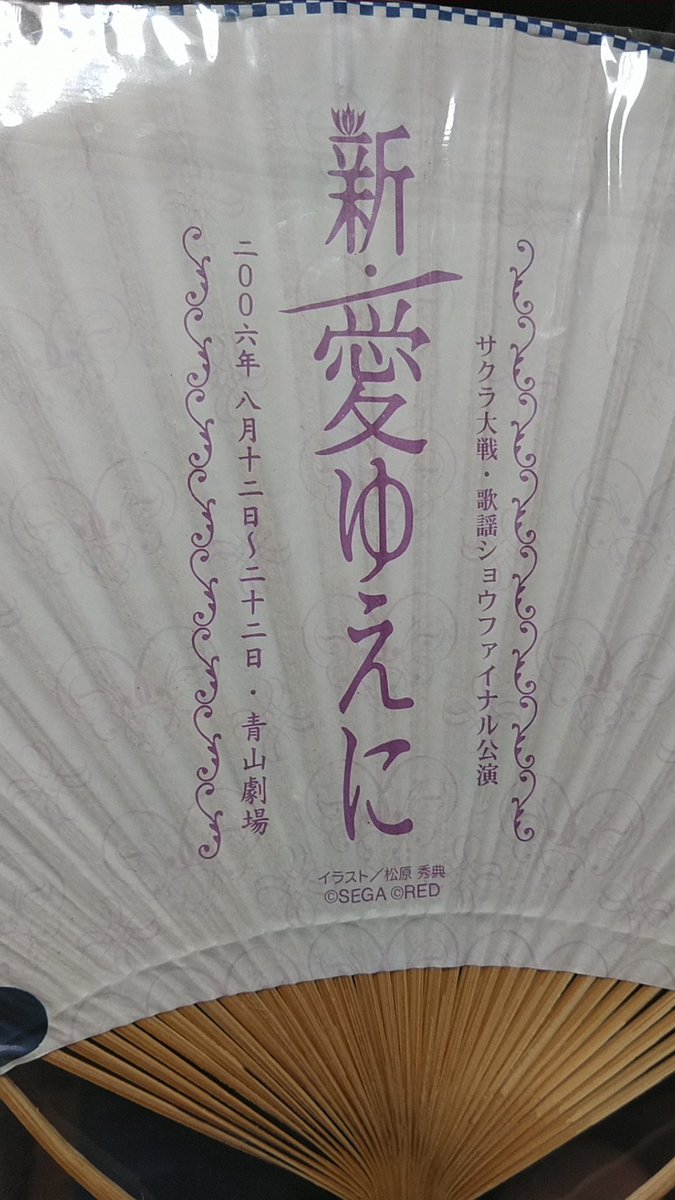 サクラ大戦・歌謡ショウファイナル公演
新・愛ゆえに
二〇〇六年 八月十二日~二十二日・青山劇場
イラスト/松原 秀典
©SEGA ©RED